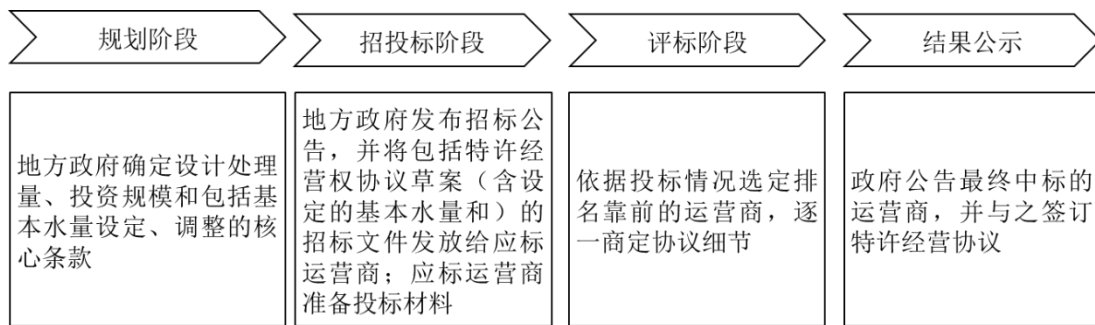 规划阶段
招投标阶段
评标阶段
结果公示
地方政府确定设计处理
量、投资规模和包括基
本水量设定、调整的核
心条款
地方政府发布招标公
告，并将包括特许经
营权协议草案（含设
定的基本水量和）的
招标文件发放给应标
运营商；应标运营商
准备投标材料
依据投标情况选定排
名靠前的运营商，逐
一商定协议细节
政府公告最终中标的
运营商，并与之签订
特许经营协议